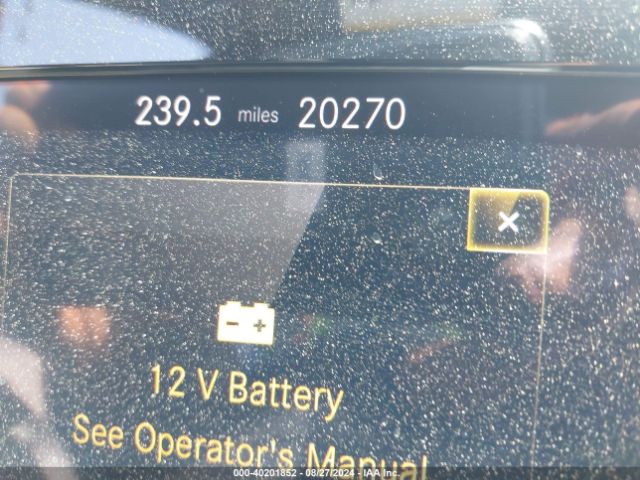 239.5 miles 20270
12 V Battery
See Operator's Manual
000-40201852 - 08/27/2024 - IAA Inc.